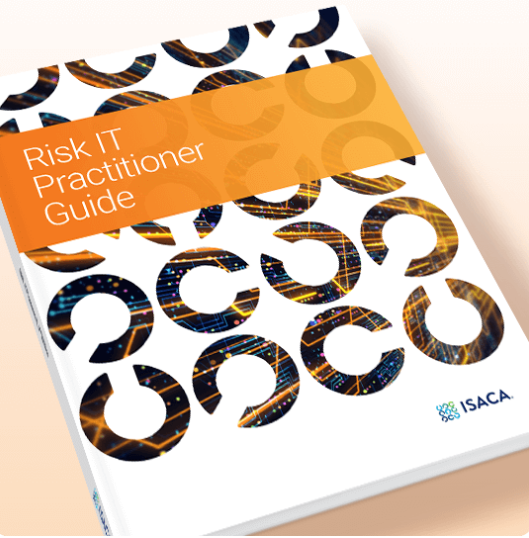 Risk IT
Practitioner
Guide
ISACA.